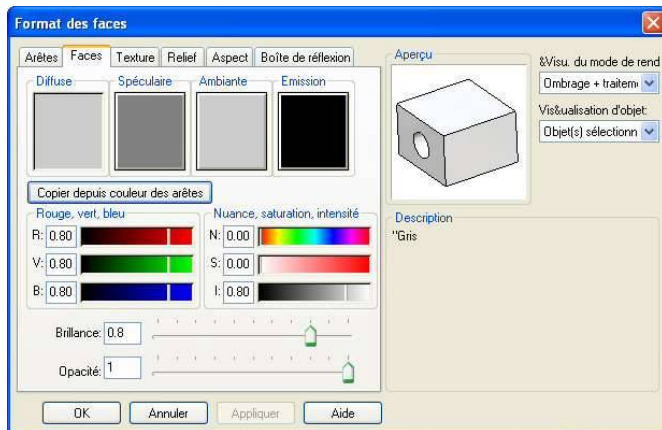 Format des faces
Arêtes Faces Texture Relief Aspect Boîte de réflexion
Diffuse Spéculaire Ambiante Emission
Copier depuis couleur des arêtes
Rouge, vert, bleu Nuance, saturation, intensité
R: 0.80 N: 0.00
V: 0.80 S: 0.00
B: 0.80 I: 0.80
Brillance: 0.8
Opacité: 1
OK Annuler Appliquer Aide
Aperçu
&Visu. du mode de rend
Ombrage + traitem
Vis&ualisation d'objet:
Objet(s) sélectionn
Description
"Gris